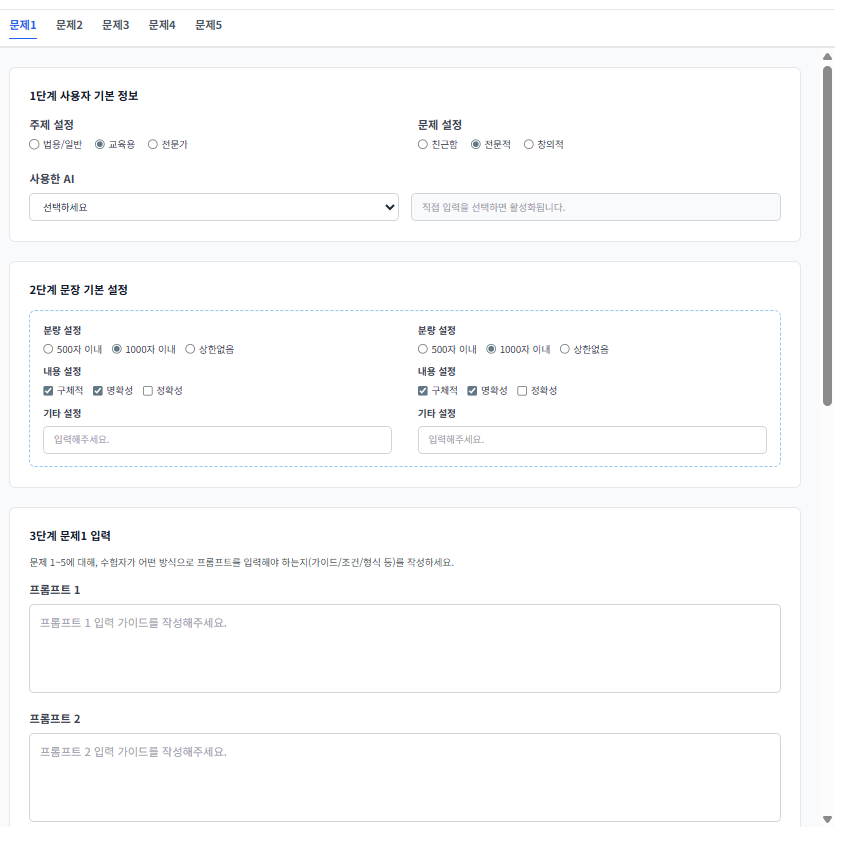 문제1 문제2 문제3 문제4 문제5
1단계 사용자 기본 정보
주제 설정 문제 설정
범용/일반 교육용 전문가 친근함 전문적 창의적
사용한 AI
선택하세요 직접 입력을 선택하면 활성화됩니다.
2단계 문장 기본 설정
분량 설정 분량 설정
500자 이내 1000자 이내 상한없음 500자 이내 1000자 이내 상한없음
내용 설정 내용 설정
구체적 명확성 정확성 구체적 명확성 정확성
기타 설정 기타 설정
입력해주세요. 입력해주세요.
3단계 문제1 입력
문제 1~5에 대해, 수험자가 어떤 방식으로 프롬프트를 입력해야 하는지(가이드/조건/형식 등)를 작성하세요.
프롬프트 1
프롬프트 1 입력 가이드를 작성해주세요.
프롬프트 2
프롬프트 2 입력 가이드를 작성해주세요.